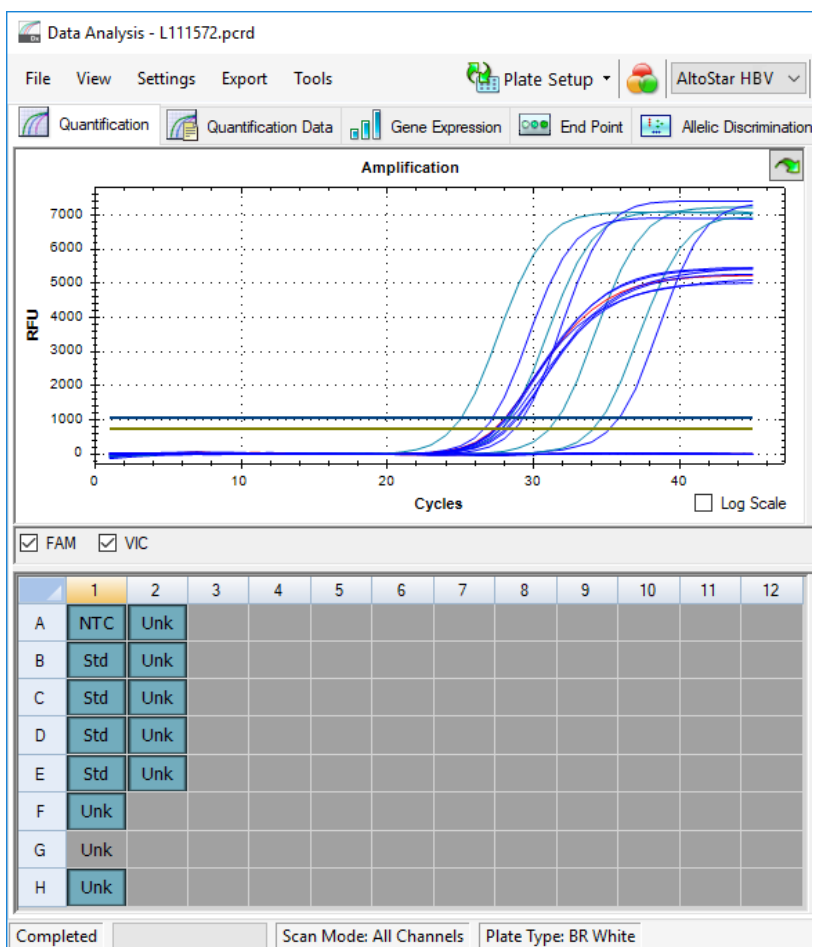 Data Analysis - L111572.pcrd
File View Settings Export Tools Plate Setup AltoStar HBV
Quantification Quantification Data Gene Expression End Point Allelic Discrimination
Amplification
7000
6000
5000
4000
3000
2000
1000
0
RFU
0 10 20 30 40
Cycles
Log Scale
FAM VIC
1 2 3 4 5 6 7 8 9 10 11 12
A NTC Unk
B Std Unk
C Std Unk
D Std Unk
E Std Unk
F Unk
G Unk
H Unk
Completed Scan Mode: All Channels Plate Type: BR White